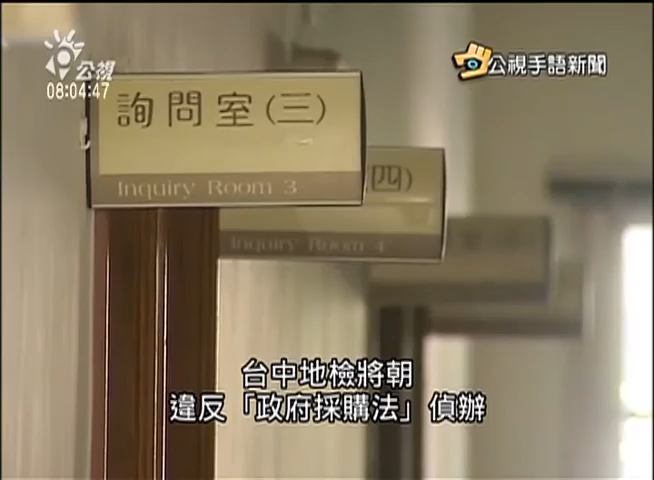 公視
08:04:47
公視手語新聞
詢問室(三)
Inquiry Room 3
(四)
Inquiry Room 4
台中地檢將朝
違反「政府採購法」偵辦